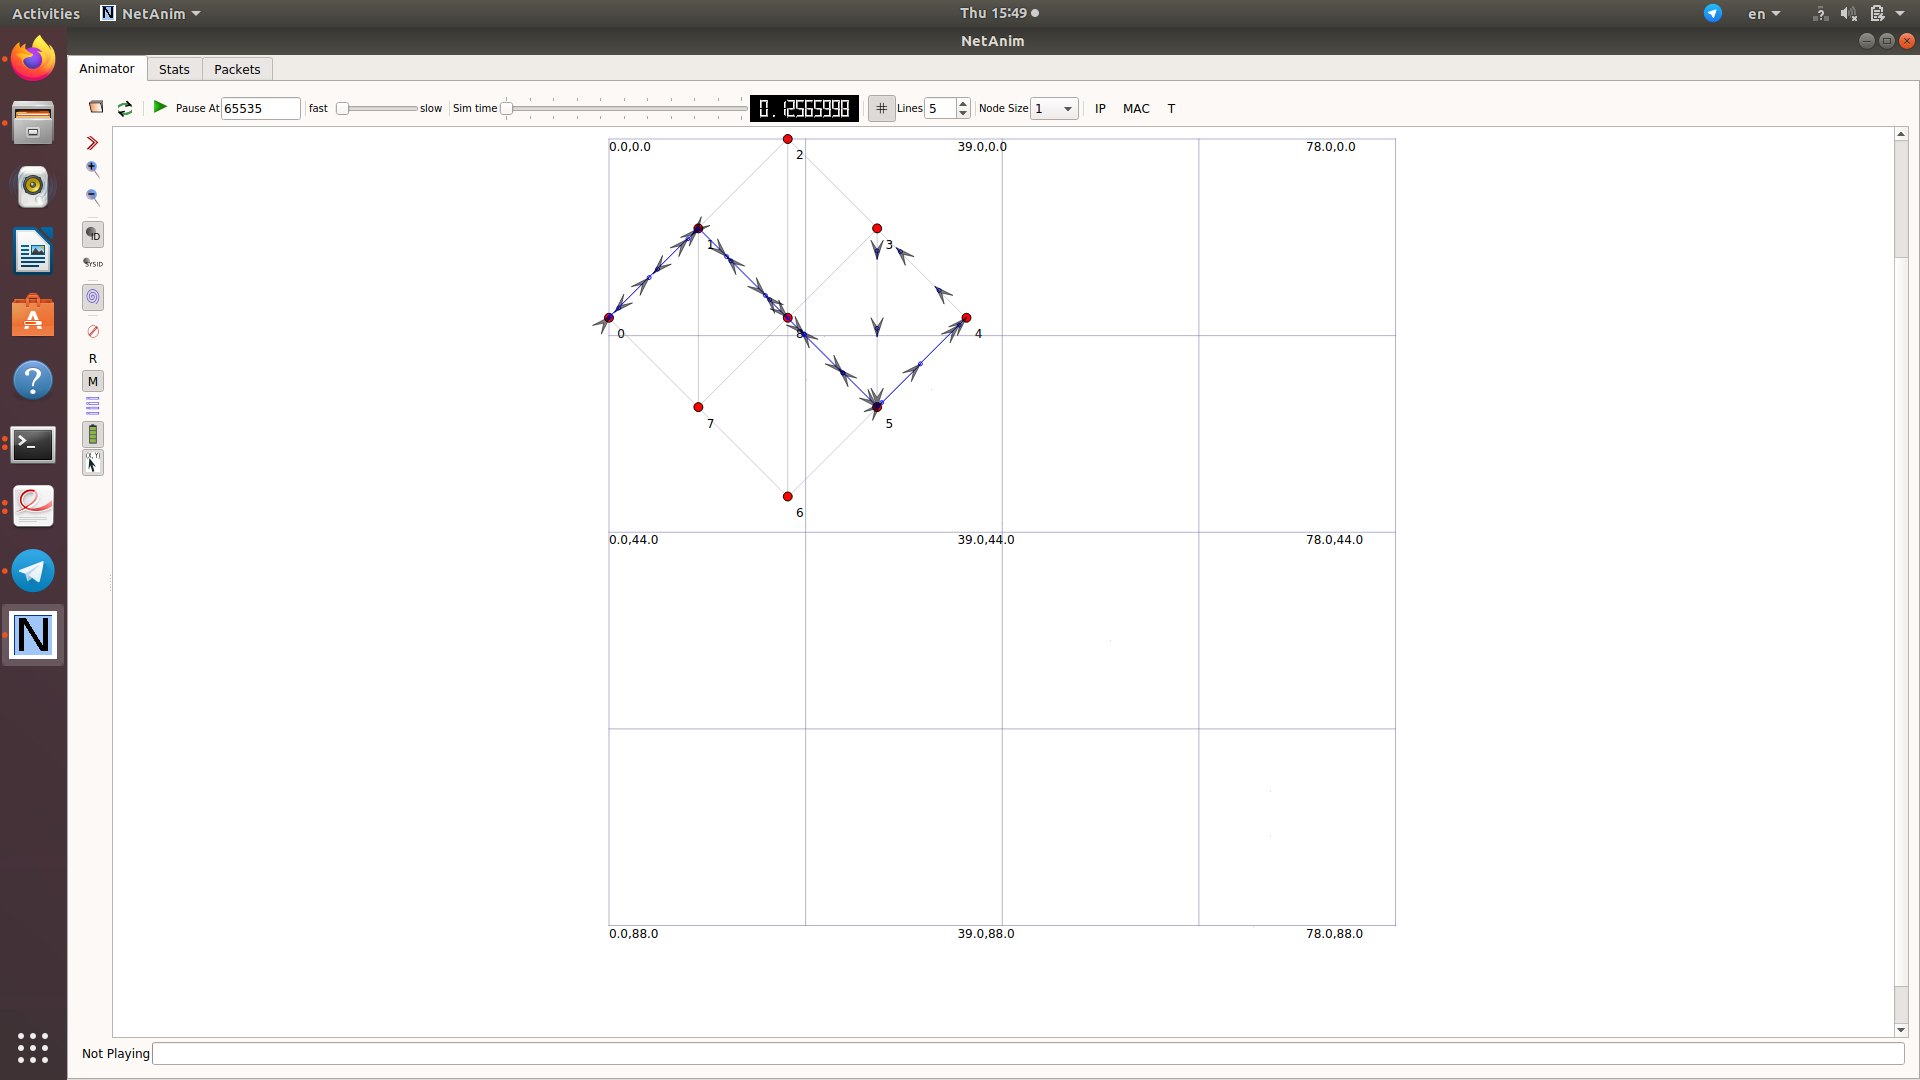 Activities NetAnim Thu 15:49 en
NetAnim
Animator Stats Packets
Pause At 65535 fast slow Sim time 0.12565998 Lines 5 Node Size 1 IP MAC T
0.0,0.0 39.0,0.0 78.0,0.0
2
1 3
ID
SYSID
0 8 4
R
M
7 5
(X,Y)
6
0.0,44.0 39.0,44.0 78.0,44.0
0.0,88.0 39.0,88.0 78.0,88.0
Not Playing